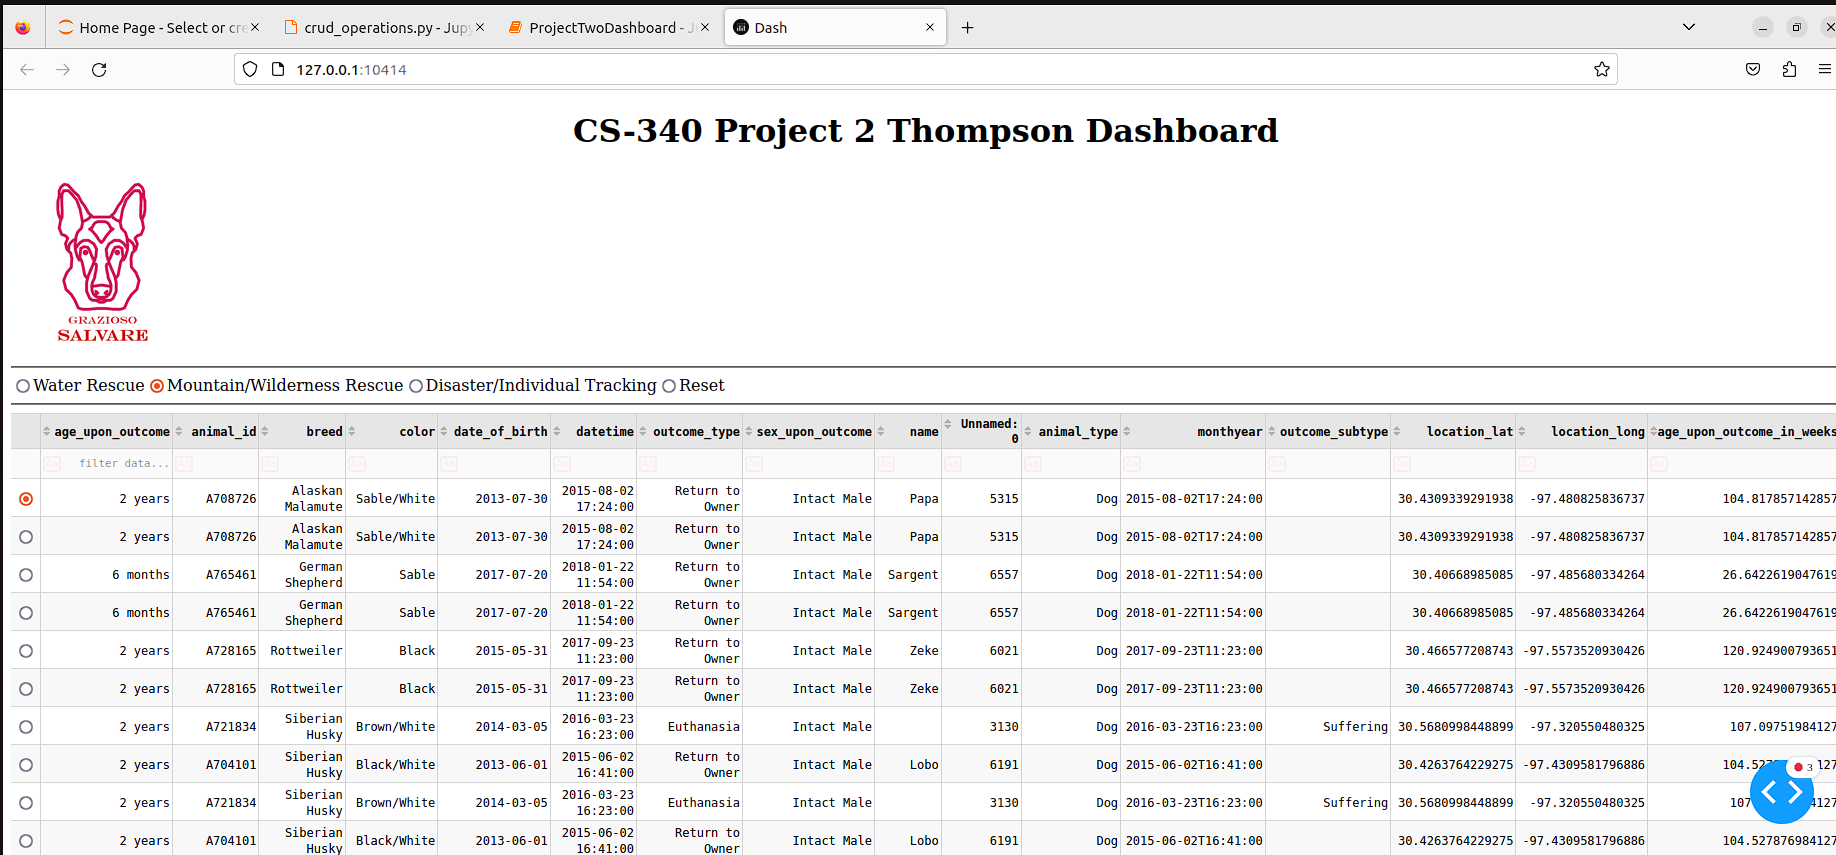 Home Page - Select or cre
crud_operations.py - Jupy
ProjectTwoDashboard - J
Dash
127.0.0.1:10414
CS-340 Project 2 Thompson Dashboard
GRAZIOSO
SALVARE
Water Rescue Mountain/Wilderness Rescue Disaster/Individual Tracking Reset
age_upon_outcome animal_id breed color date_of_birth datetime outcome_type sex_upon_outcome name Unnamed: 0 animal_type monthyear outcome_subtype location_lat location_long age_upon_outcome_in_weeks
Aa filter data... Aa Aa Aa Aa Aa Aa Aa Aa Aa Aa Aa Aa Aa Aa Aa
2 years A708726 Alaskan Malamute Sable/White 2013-07-30 2015-08-02 17:24:00 Return to Owner Intact Male Papa 5315 Dog 2015-08-02T17:24:00 30.4309339291938 -97.480825836737 104.817857142857
2 years A708726 Alaskan Malamute Sable/White 2013-07-30 2015-08-02 17:24:00 Return to Owner Intact Male Papa 5315 Dog 2015-08-02T17:24:00 30.4309339291938 -97.480825836737 104.817857142857
6 months A765461 German Shepherd Sable 2017-07-20 2018-01-22 11:54:00 Return to Owner Intact Male Sargent 6557 Dog 2018-01-22T11:54:00 30.40668985085 -97.485680334264 26.6422619047619
6 months A765461 German Shepherd Sable 2017-07-20 2018-01-22 11:54:00 Return to Owner Intact Male Sargent 6557 Dog 2018-01-22T11:54:00 30.40668985085 -97.485680334264 26.6422619047619
2 years A728165 Rottweiler Black 2015-05-31 2017-09-23 11:23:00 Return to Owner Intact Male Zeke 6021 Dog 2017-09-23T11:23:00 30.466577208743 -97.5573520930426 120.924900793651
2 years A728165 Rottweiler Black 2015-05-31 2017-09-23 11:23:00 Return to Owner Intact Male Zeke 6021 Dog 2017-09-23T11:23:00 30.466577208743 -97.5573520930426 120.924900793651
2 years A721834 Siberian Husky Brown/White 2014-03-05 2016-03-23 16:23:00 Euthanasia Intact Male 3130 Dog 2016-03-23T16:23:00 Suffering 30.5680998448899 -97.320550480325 107.09751984127
2 years A704101 Siberian Husky Black/White 2013-06-01 2015-06-02 16:41:00 Return to Owner Intact Male Lobo 6191 Dog 2015-06-02T16:41:00 30.4263764229275 -97.4309581796886 3
2 years A721834 Siberian Husky Brown/White 2014-03-05 2016-03-23 16:23:00 Euthanasia Intact Male 3130 Dog 2016-03-23T16:23:00 Suffering 30.5680998448899 -97.320550480325
2 years A704101 Siberian Husky Black/White 2013-06-01 2015-06-02 16:41:00 Return to Owner Intact Male Lobo 6191 Dog 2015-06-02T16:41:00 30.4263764229275 -97.4309581796886 104.527876984127